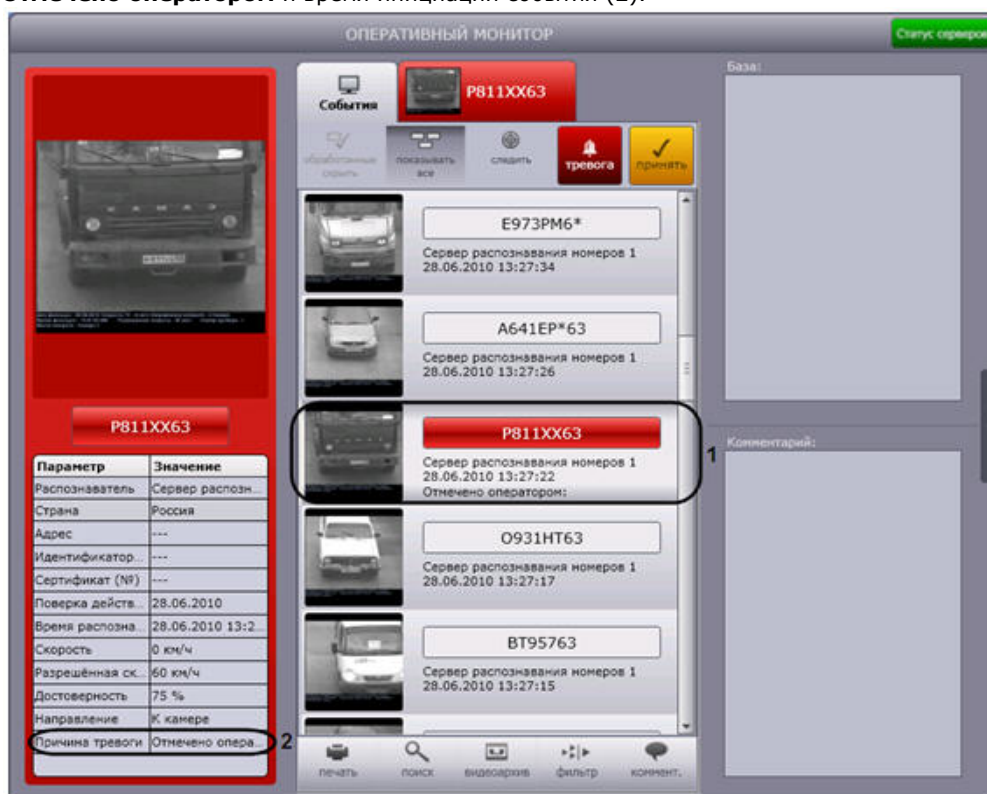 Отмечено оператором и время инициации события (2).
ОПЕРАТИВНЫЙ МОНИТОР
Статус серверов
База:
События
P811XX63
обработанные
скрыть
показывать
все
следить
тревога
принять
E973PM6*
Сервер распознавания номеров 1
28.06.2010 13:27:34
A641EP*63
Сервер распознавания номеров 1
28.06.2010 13:27:26
P811XX63
Сервер распознавания номеров 1
28.06.2010 13:27:22
Отмечено оператором:
1
O931HT63
Сервер распознавания номеров 1
28.06.2010 13:27:17
BT95763
Сервер распознавания номеров 1
28.06.2010 13:27:15
печать
поиск
видеоархив
фильтр
коммент.
КАМАЗ
P811XX63
Параметр Значение
Распознаватель Сервер распозн...
Страна Россия
Адрес ---
Идентификатор... ---
Сертификат (№) ---
Поверка действ... 28.06.2010
Время распозна... 28.06.2010 13:2...
Скорость 0 км/ч
Разрешённая ск... 60 км/ч
Достоверность 75 %
Направление К камере
Причина тревоги Отмечено опера...
2
Комментарий: